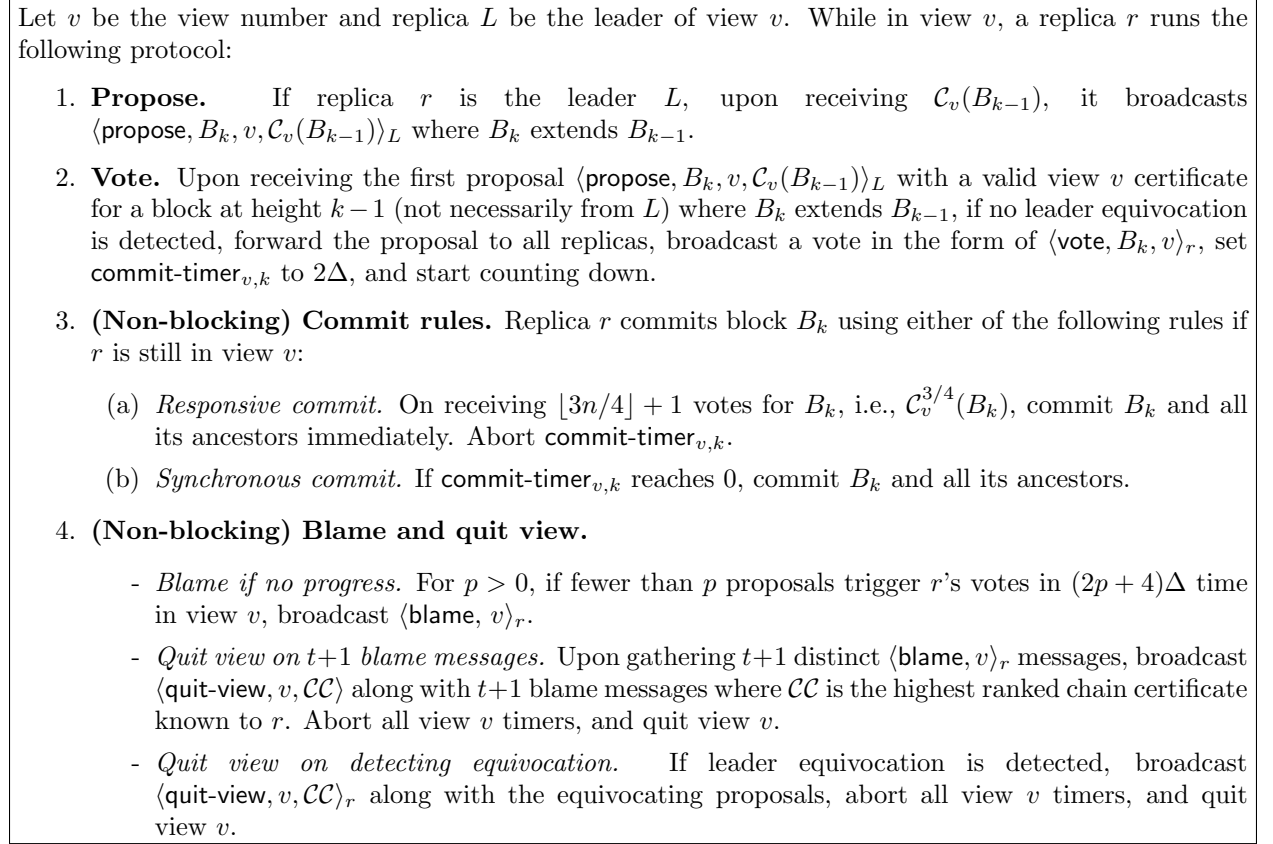 Let v be the view number and replica L be the leader of view v. While in view v, a replica r runs the
following protocol:
1. Propose. If replica r is the leader L, upon receiving C_v(B_{k−1}), it broadcasts
⟨propose, B_k, v, C_v(B_{k−1})⟩_L where B_k extends B_{k−1}.
2. Vote. Upon receiving the first proposal ⟨propose, B_k, v, C_v(B_{k−1})⟩_L with a valid view v certificate
for a block at height k − 1 (not necessarily from L) where B_k extends B_{k−1}, if no leader equivocation
is detected, forward the proposal to all replicas, broadcast a vote in the form of ⟨vote, B_k, v⟩_r, set
commit-timer_{v,k} to 2Δ, and start counting down.
3. (Non-blocking) Commit rules. Replica r commits block B_k using either of the following rules if
r is still in view v:
(a) Responsive commit. On receiving ⌊3n/4⌋ + 1 votes for B_k, i.e., C_v^{3/4}(B_k), commit B_k and all
its ancestors immediately. Abort commit-timer_{v,k}.
(b) Synchronous commit. If commit-timer_{v,k} reaches 0, commit B_k and all its ancestors.
4. (Non-blocking) Blame and quit view.
- Blame if no progress. For p > 0, if fewer than p proposals trigger r's votes in (2p + 4)Δ time
in view v, broadcast ⟨blame, v⟩_r.
- Quit view on t+1 blame messages. Upon gathering t+1 distinct ⟨blame, v⟩_r messages, broadcast
⟨quit-view, v, CC⟩ along with t+1 blame messages where CC is the highest ranked chain certificate
known to r. Abort all view v timers, and quit view v.
- Quit view on detecting equivocation. If leader equivocation is detected, broadcast
⟨quit-view, v, CC⟩_r along with the equivocating proposals, abort all view v timers, and quit
view v.